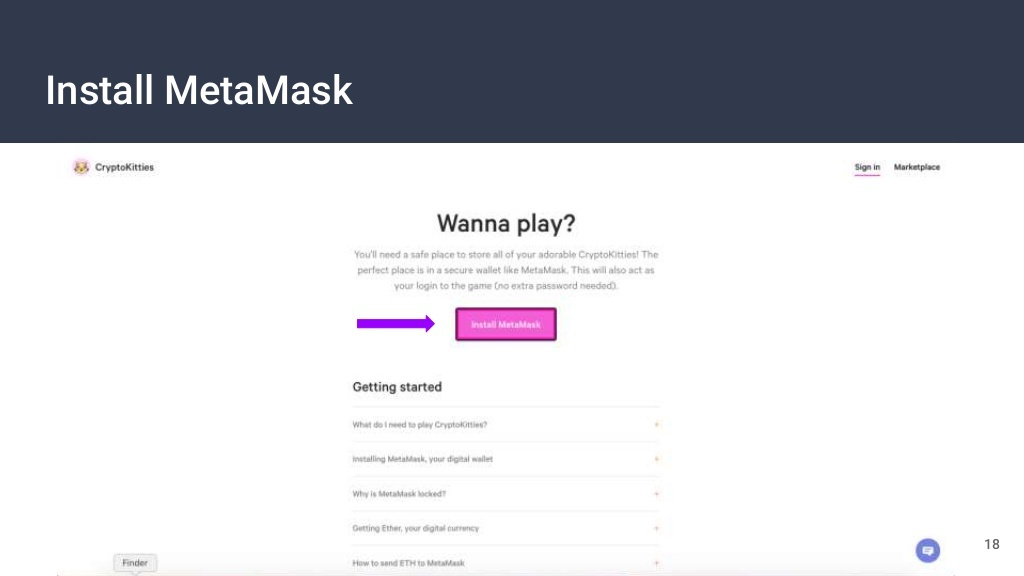 Install MetaMask
CryptoKitties
Sign in
Marketplace
Wanna play?
You'll need a safe place to store all of your adorable CryptoKitties! The
perfect place is in a secure wallet like MetaMask. This will also act as
your login to the game (no extra password needed).
Install MetaMask
Getting started
What do I need to play CryptoKitties?
+
Installing MetaMask, your digital wallet
+
Why is MetaMask locked?
+
Getting Ether, your digital currency
+
How to send ETH to MetaMask
+
Finder
18